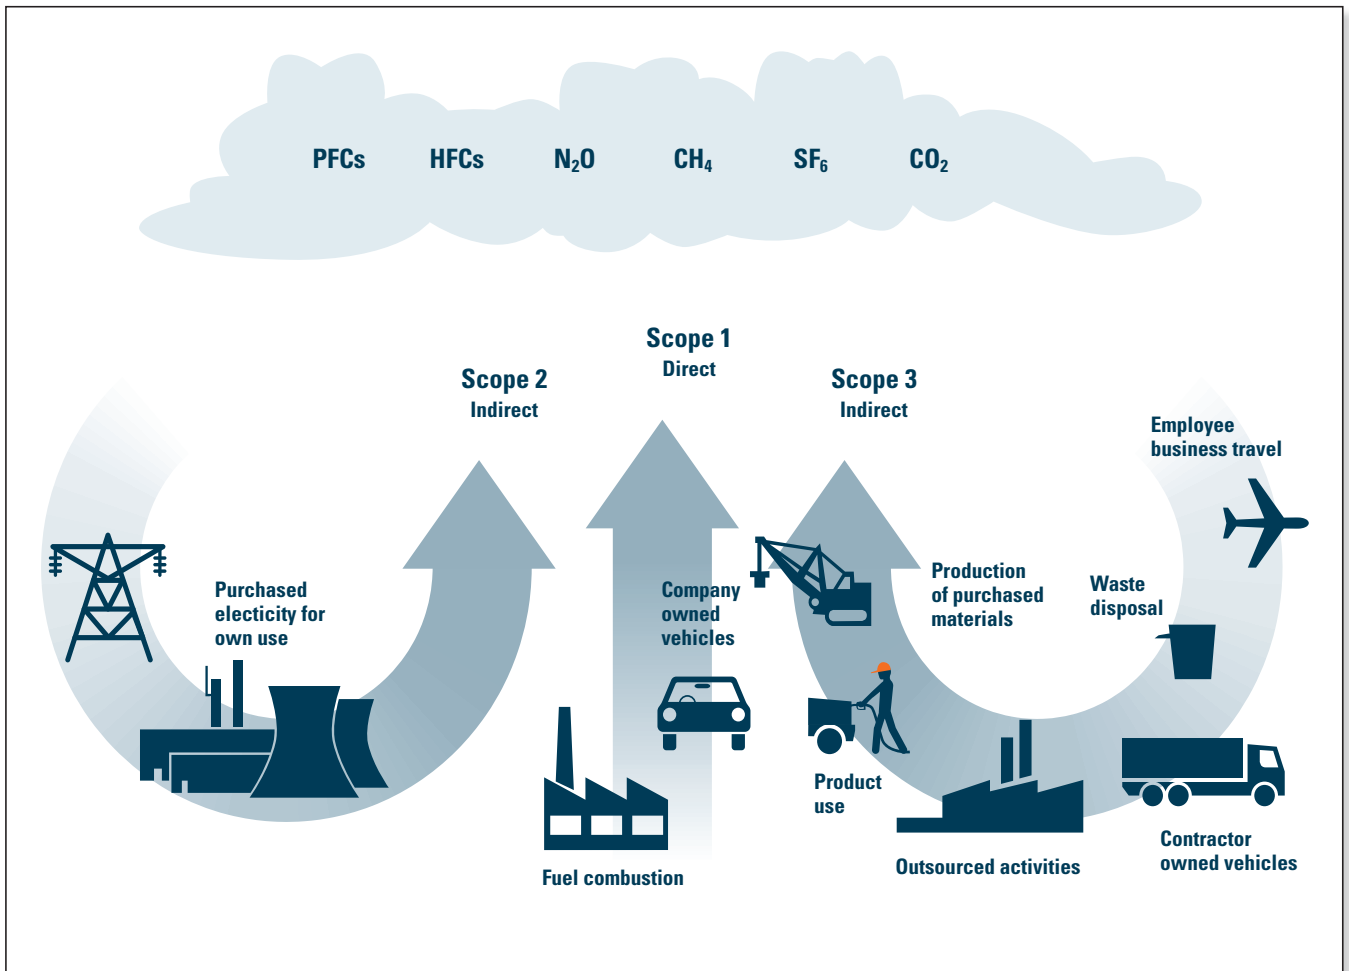 PFCs HFCs N₂O CH₄ SF₆ CO₂
Scope 1
Direct
Scope 2
Indirect
Scope 3
Indirect
Employee
business travel
Purchased
electicity for
own use
Company
owned
vehicles
Production
of purchased
materials
Waste
disposal
Product
use
Fuel combustion
Outsourced activities
Contractor
owned vehicles